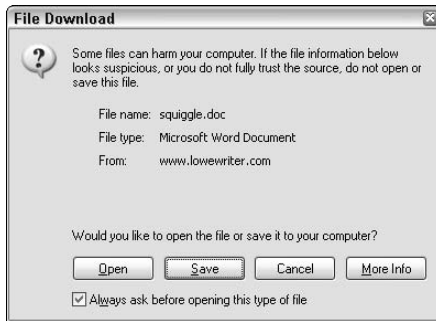 File Download
Some files can harm your computer. If the file information below
looks suspicious, or you do not fully trust the source, do not open or
save this file.
File name: squiggle.doc
File type: Microsoft Word Document
From: www.lowewriter.com
Would you like to open the file or save it to your computer?
Open Save Cancel More Info
Always ask before opening this type of file